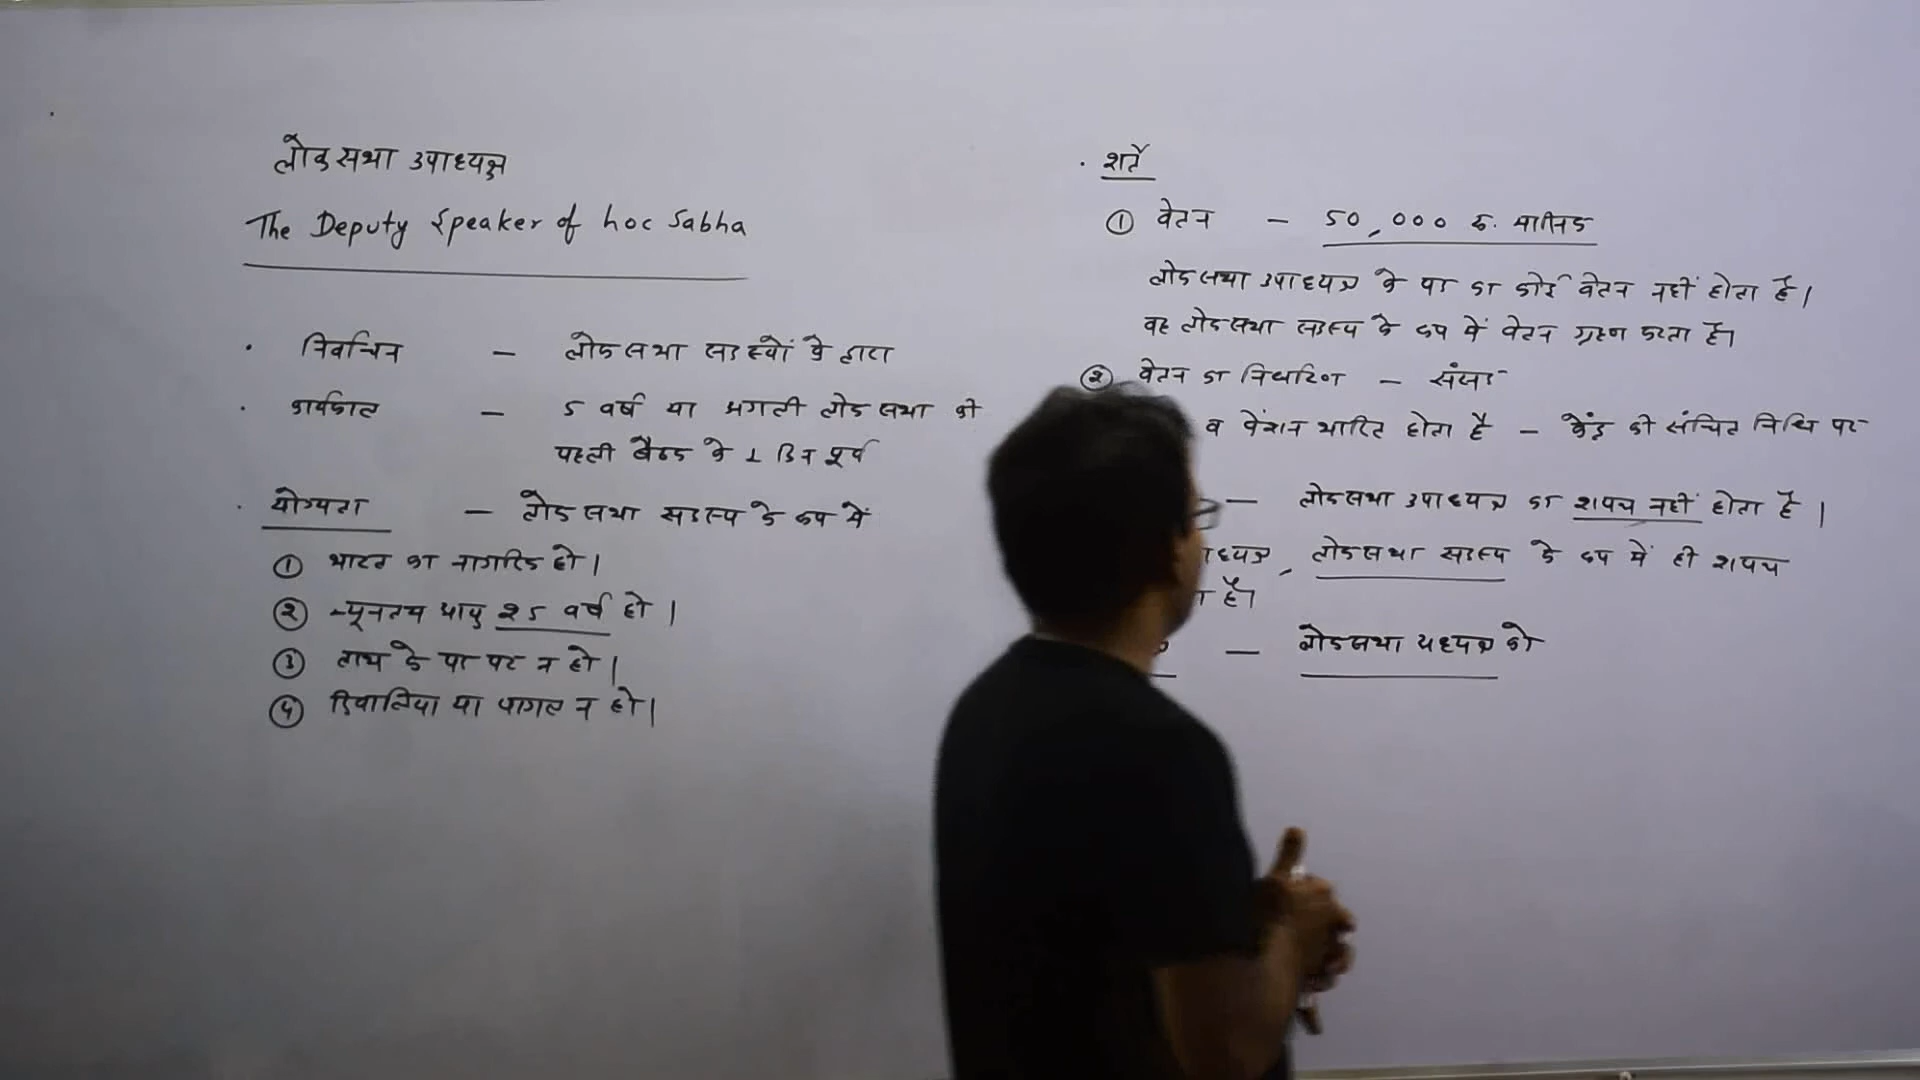 लोकसभा उपाध्यक्ष
The Deputy Speaker of Loc Sabha
· निर्वाचन – लोकसभा सदस्यों के द्वारा
· कार्यकाल – 5 वर्ष या अगली लोकसभा की
पहली बैठक के 1 दिन पूर्व
· योग्यता – लोकसभा सदस्य के रूप में
① भारत का नागरिक हो।
② न्यूनतम आयु २5 वर्ष हो।
③ लाभ के पद पर न हो।
④ दिवालिया या पागल न हो।
· शर्ते
① वेतन – 50,000 रु. मासिक
लोकसभा उपाध्यक्ष के पद का कोई वेतन नहीं होता है।
वह लोकसभा सदस्य के रूप में वेतन ग्रहण करता है।
② वेतन का निर्धारण – संसद
व पेंशन भारित होता है – केंद्र की संचित निधि पर
– लोकसभा उपाध्यक्ष का शपथ नहीं होता है।
लोकसभा सदस्य के रूप में ही शपथ
है।
– लोकसभा अध्यक्ष को